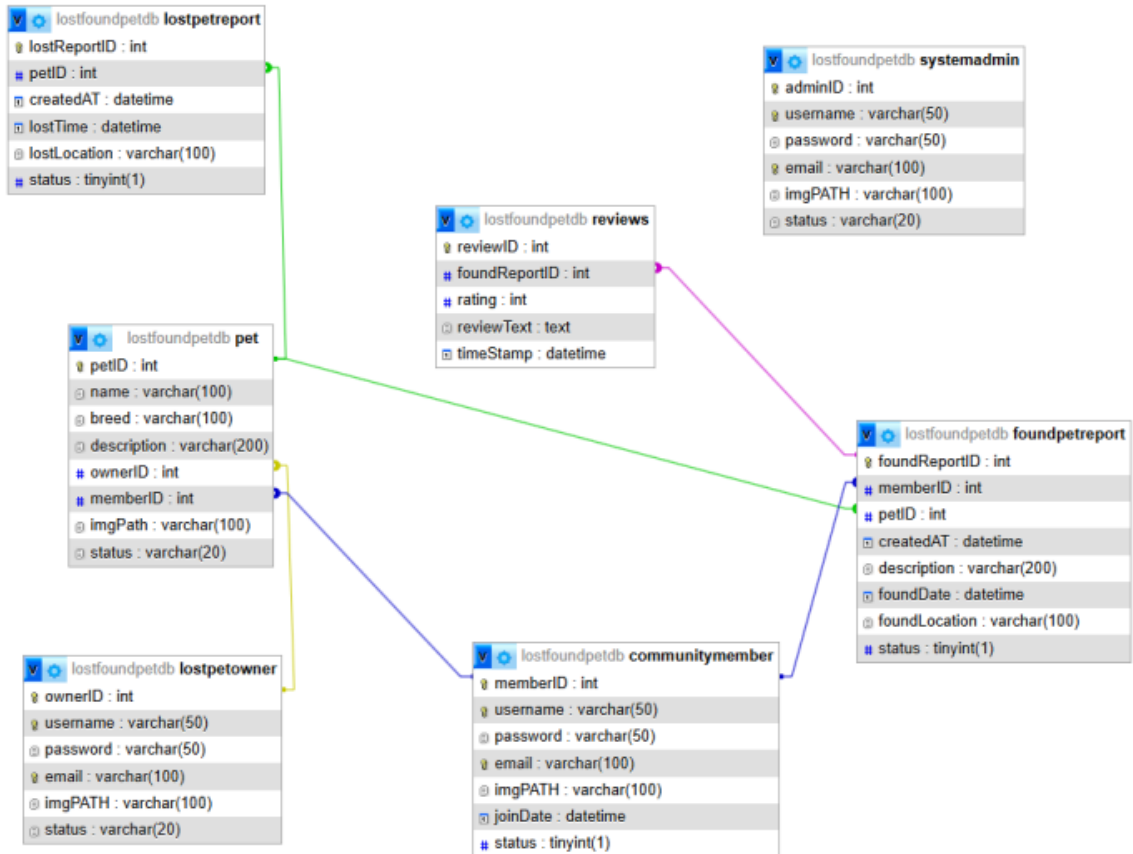 lostfoundpetdb lostpetreport
lostReportID : int
petID : int
createdAT : datetime
lostTime : datetime
lostLocation : varchar(100)
status : tinyint(1)
lostfoundpetdb systemadmin
adminID : int
username : varchar(50)
password : varchar(50)
email : varchar(100)
imgPATH : varchar(100)
status : varchar(20)
lostfoundpetdb reviews
reviewID : int
foundReportID : int
rating : int
reviewText : text
timeStamp : datetime
lostfoundpetdb pet
petID : int
name : varchar(100)
breed : varchar(100)
description : varchar(200)
ownerID : int
memberID : int
imgPath : varchar(100)
status : varchar(20)
lostfoundpetdb foundpetreport
foundReportID : int
memberID : int
petID : int
createdAT : datetime
description : varchar(200)
foundDate : datetime
foundLocation : varchar(100)
status : tinyint(1)
lostfoundpetdb lostpetowner
ownerID : int
username : varchar(50)
password : varchar(50)
email : varchar(100)
imgPATH : varchar(100)
status : varchar(20)
lostfoundpetdb communitymember
memberID : int
username : varchar(50)
password : varchar(50)
email : varchar(100)
imgPATH : varchar(100)
joinDate : datetime
status : tinyint(1)